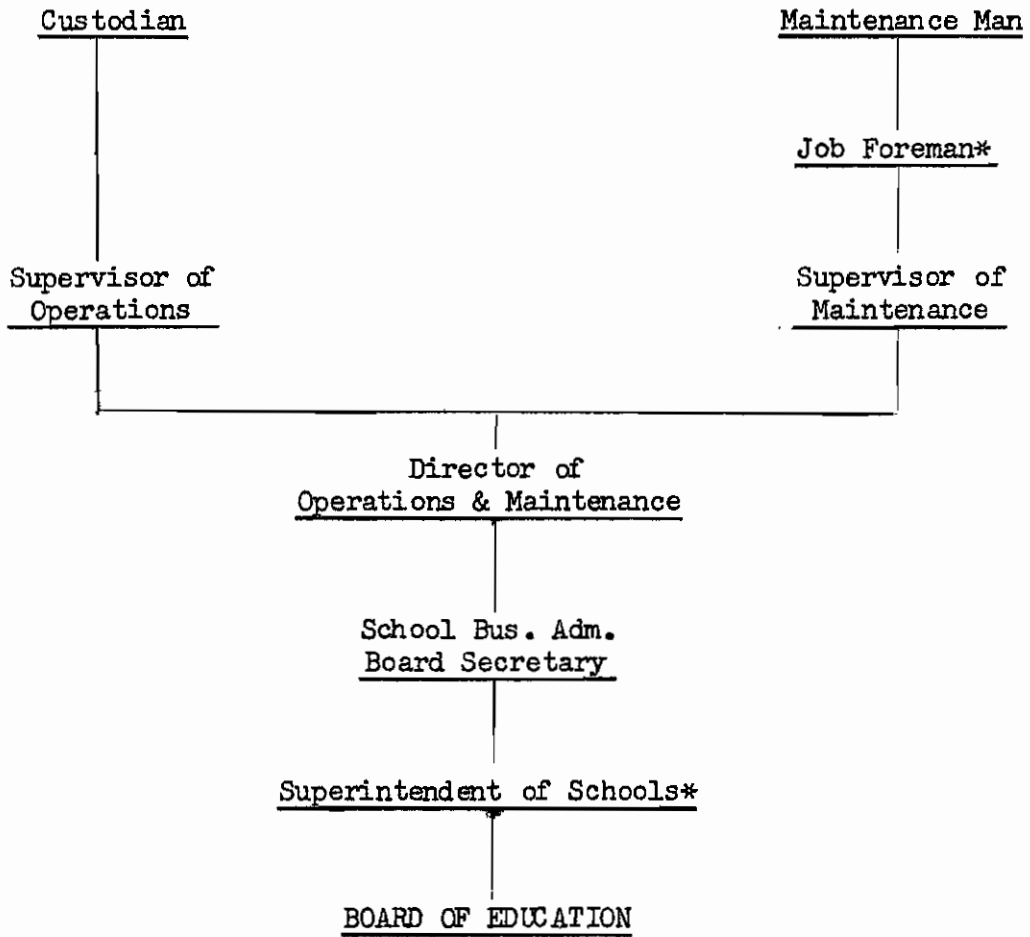 Custodian
Maintenance Man
Job Foreman*
Supervisor of
Operations
Supervisor of
Maintenance
Director of
Operations & Maintenance
School Bus. Adm.
Board Secretary
Superintendent of Schools*
BOARD OF EDUCATION